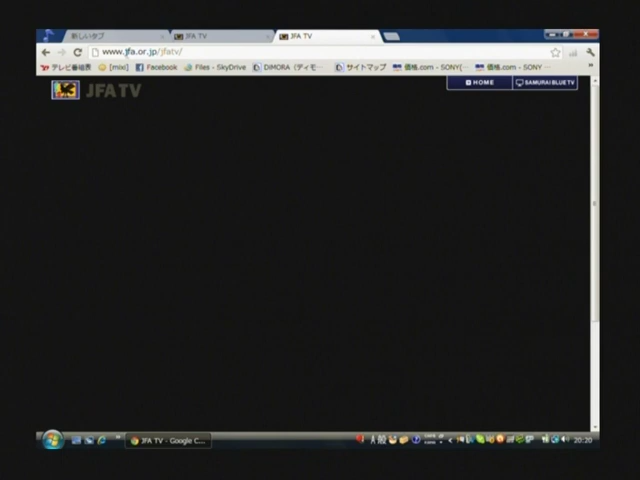 新しいタブ
JFA TV
JFA TV
www.jfa.or.jp/jfatv/
テレビ番組表
[mixi]
Facebook
Files - SkyDrive
DiMORA（ディモ…
サイトマップ
価格.com - SONY[…
価格.com - SONY …
JFA TV
HOME
SAMURAI BLUE TV
JFA TV - Google C...
A 般
20:20